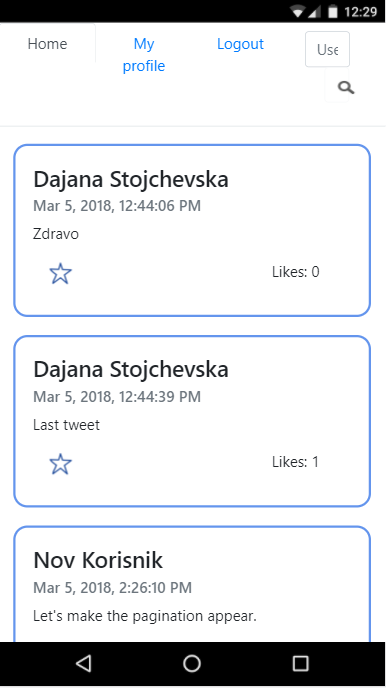 12:29
Home
My
profile
Logout
Use
Dajana Stojchevska
Mar 5, 2018, 12:44:06 PM
Zdravo
Likes: 0
Dajana Stojchevska
Mar 5, 2018, 12:44:39 PM
Last tweet
Likes: 1
Nov Korisnik
Mar 5, 2018, 2:26:10 PM
Let's make the pagination appear.